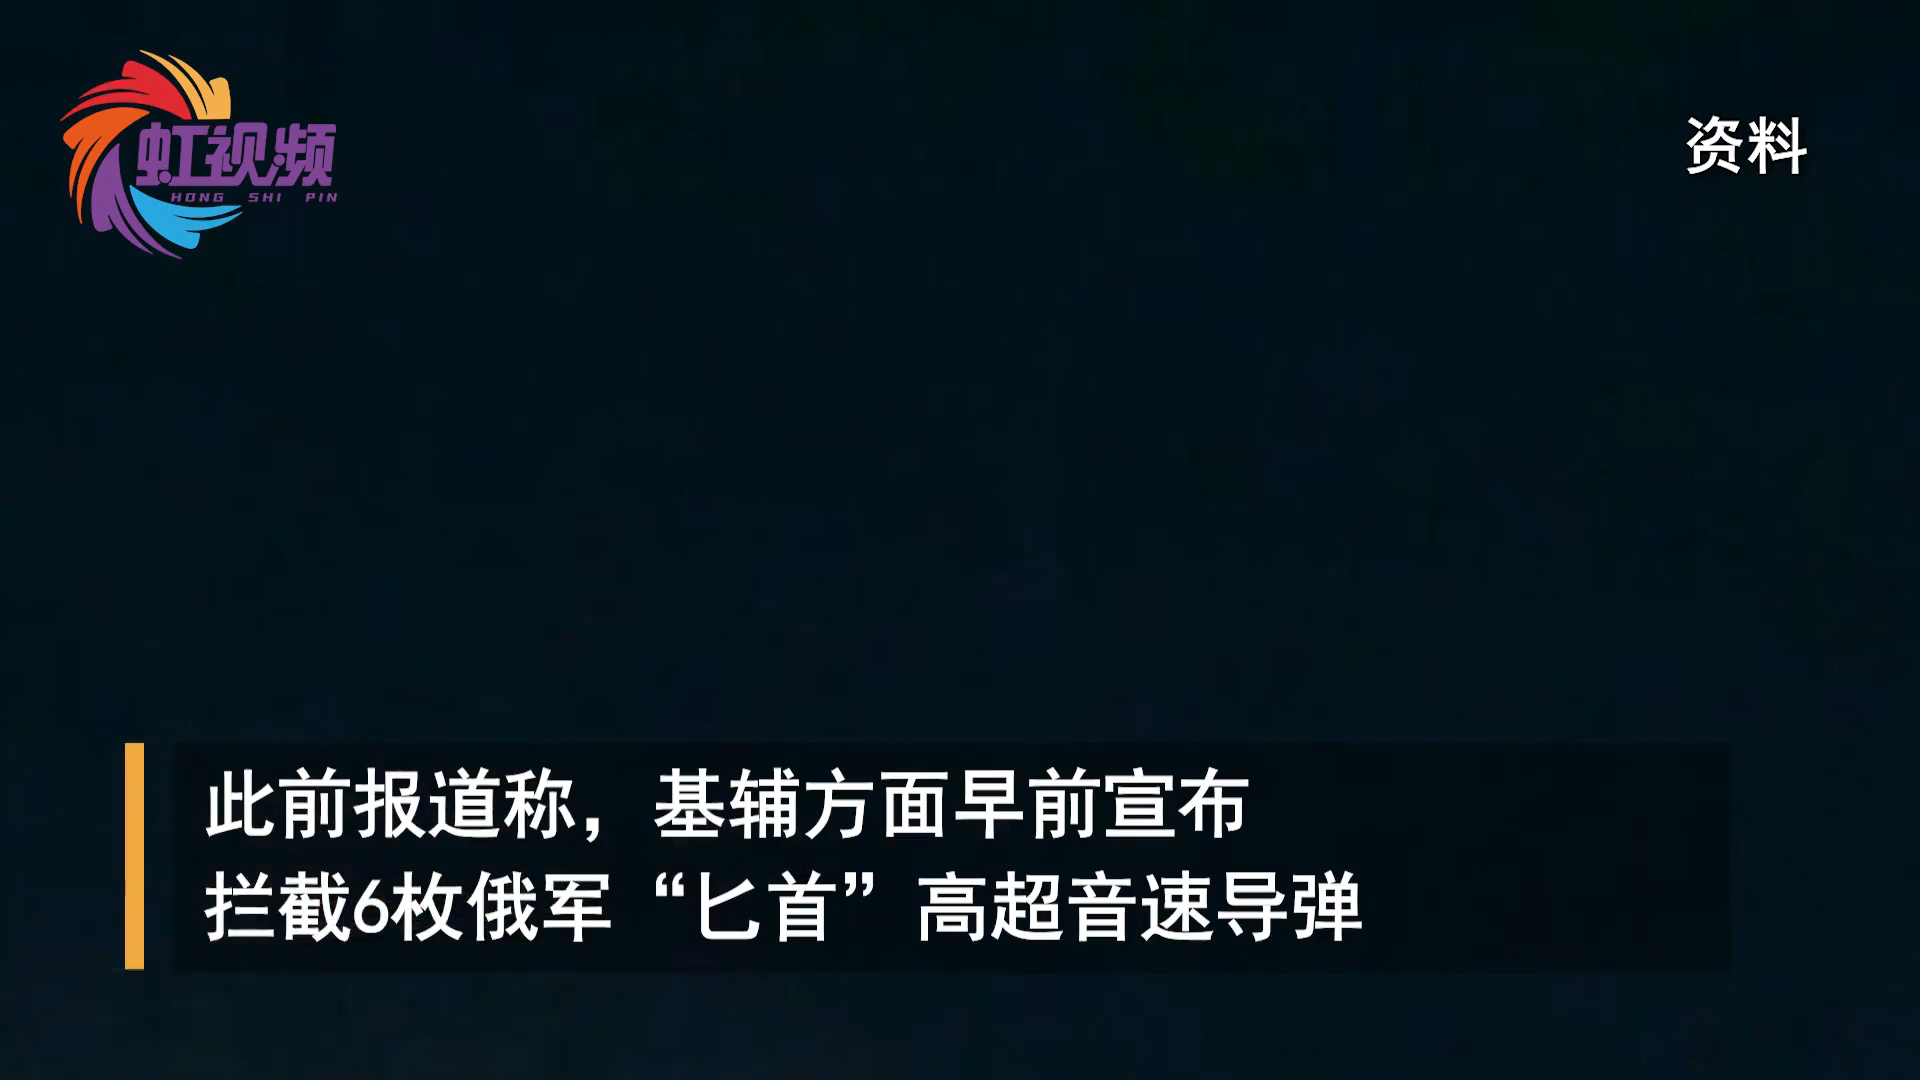 虹视频
HONG SHI PIN
资料
此前报道称，基辅方面早前宣布
拦截6枚俄军“匕首”高超音速导弹